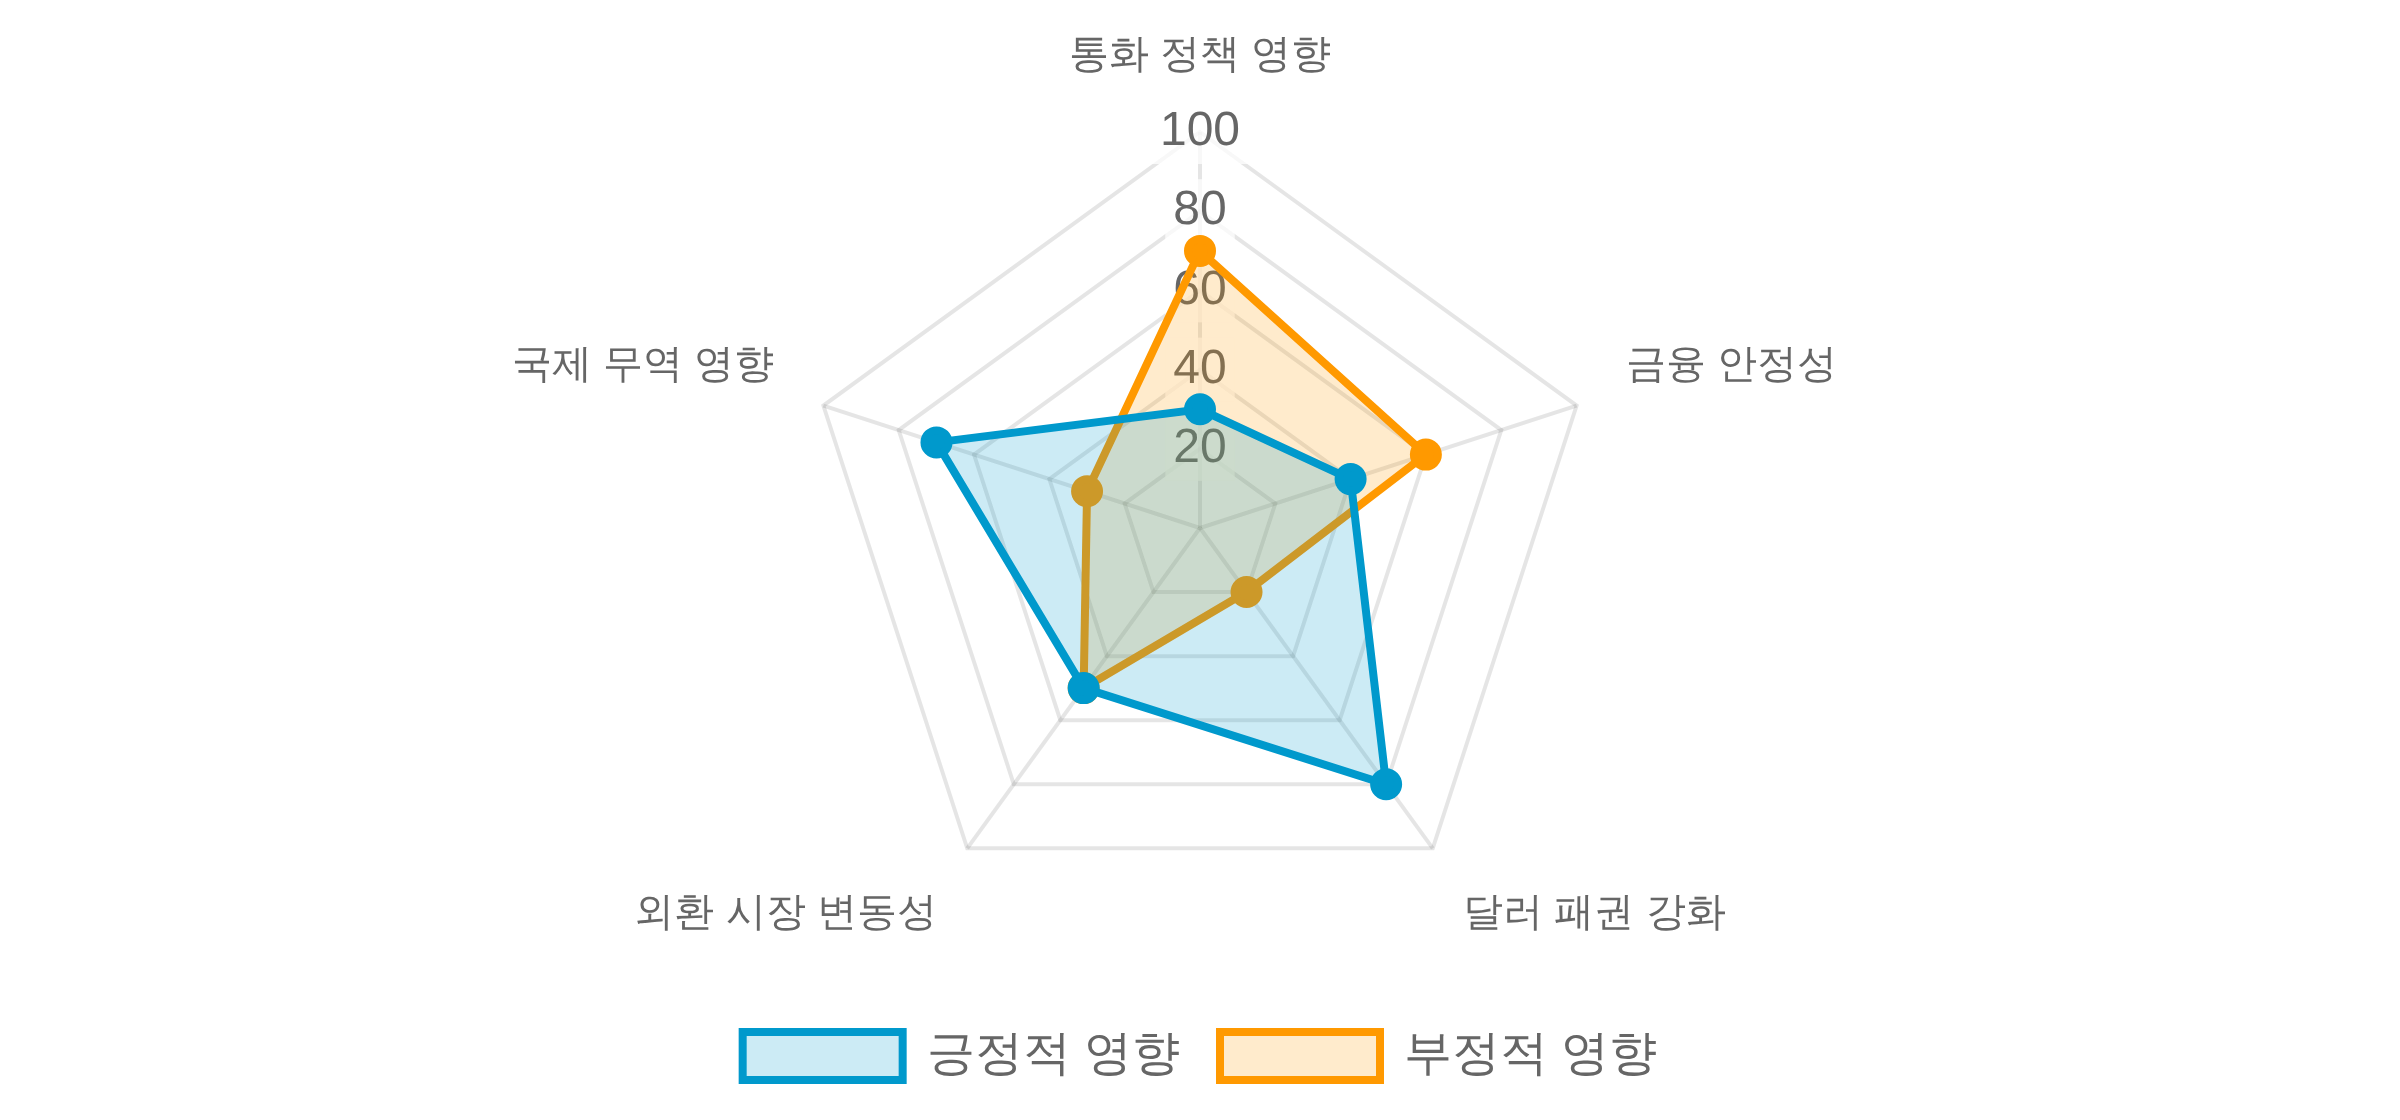 통화 정책 영향
100
80
60
40
20
국제 무역 영향
금융 안정성
외환 시장 변동성
달러 패권 강화
긍정적 영향
부정적 영향